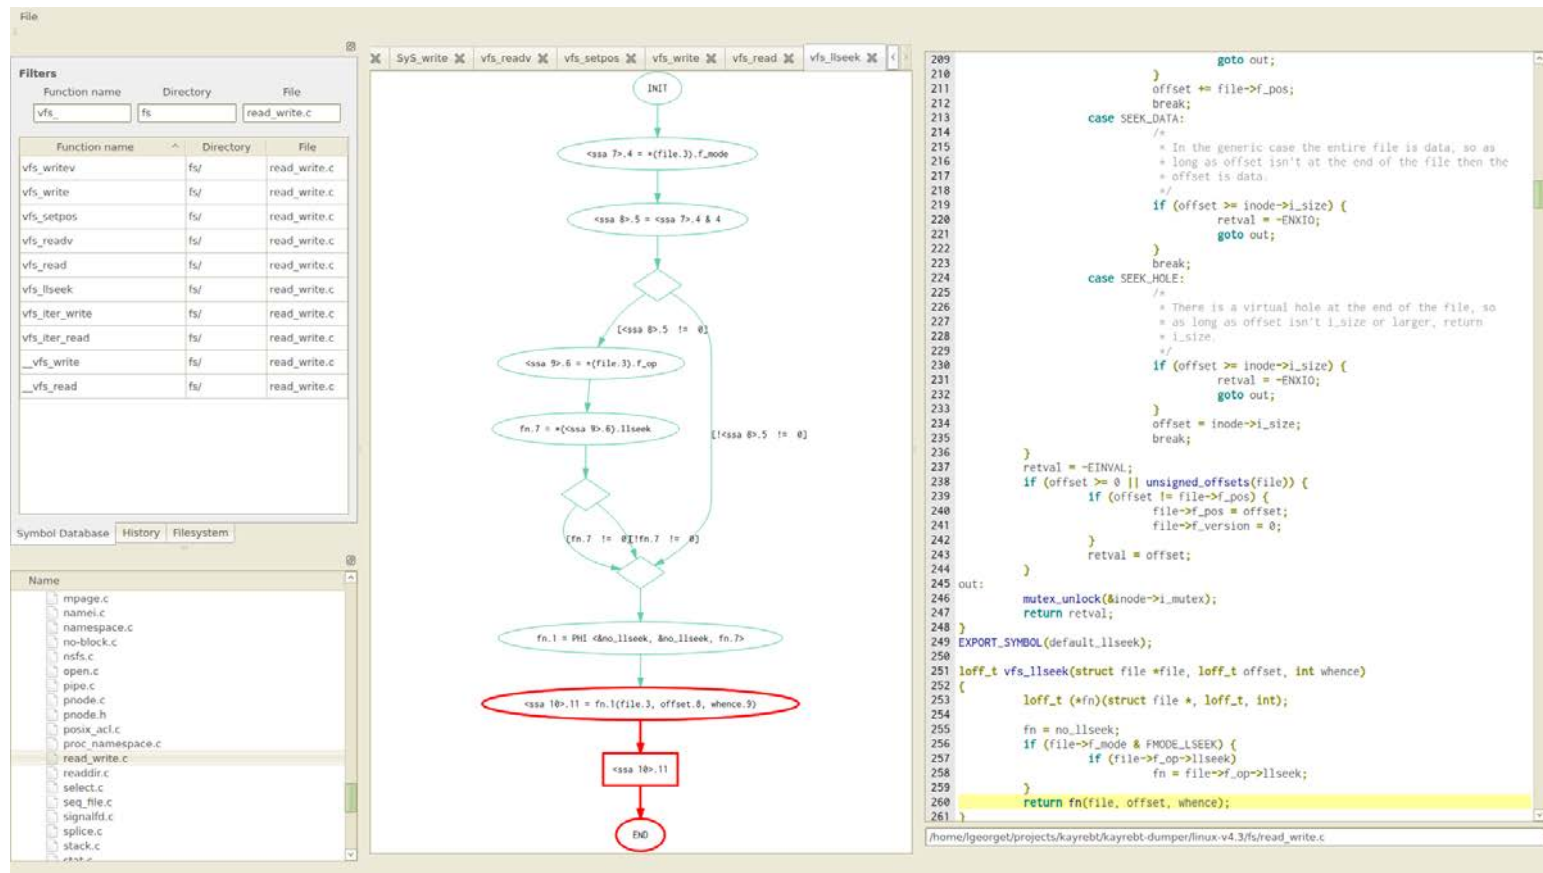 File
Filters
Function name Directory File
vfs_ fs read_write.c
Function name Directory File
vfs_writev fs/ read_write.c
vfs_write fs/ read_write.c
vfs_setpos fs/ read_write.c
vfs_readv fs/ read_write.c
vfs_read fs/ read_write.c
vfs_llseek fs/ read_write.c
vfs_iter_write fs/ read_write.c
vfs_iter_read fs/ read_write.c
__vfs_write fs/ read_write.c
__vfs_read fs/ read_write.c
Symbol Database History Filesystem
Name
mpage.c
namei.c
namespace.c
no-block.c
nsfs.c
open.c
pipe.c
pnode.c
pnode.h
posix_acl.c
proc_namespace.c
read_write.c
readdir.c
select.c
seq_file.c
signalfd.c
splice.c
stack.c
stat.c
SyS_write vfs_readv vfs_setpos vfs_write vfs_read vfs_llseek
INIT
<ssa 7>.4 = *(file.3).f_mode
<ssa 8>.5 = <ssa 7>.4 & 4
[<ssa 8>.5 != 0]
<ssa 9>.6 = *(file.3).f_op
fn.7 = *(<ssa 9>.6).llseek
[!<ssa 8>.5 != 0]
[fn.7 != 0] [!fn.7 != 0]
fn.1 = PHI <&no_llseek, &no_llseek, fn.7>
<ssa 10>.11 = fn.1(file.3, offset.8, whence.9)
<ssa 10>.11
END
209 goto out;
210 }
211 offset += file->f_pos;
212 break;
213 case SEEK_DATA:
214 /*
215 * In the generic case the entire file is data, so as
216 * long as offset isn't at the end of the file then the
217 * offset is data.
218 */
219 if (offset >= inode->i_size) {
220 retval = -ENXIO;
221 goto out;
222 }
223 break;
224 case SEEK_HOLE:
225 /*
226 * There is a virtual hole at the end of the file, so
227 * as long as offset isn't i_size or larger, return
228 * i_size.
229 */
230 if (offset >= inode->i_size) {
231 retval = -ENXIO;
232 goto out;
233 }
234 offset = inode->i_size;
235 break;
236 }
237 retval = -EINVAL;
238 if (offset >= 0 || unsigned_offsets(file)) {
239 if (offset != file->f_pos) {
240 file->f_pos = offset;
241 file->f_version = 0;
242 }
243 retval = offset;
244 }
245 out:
246 mutex_unlock(&inode->i_mutex);
247 return retval;
248 }
249 EXPORT_SYMBOL(default_llseek);
250
251 loff_t vfs_llseek(struct file *file, loff_t offset, int whence)
252 {
253 loff_t (*fn)(struct file *, loff_t, int);
254
255 fn = no_llseek;
256 if (file->f_mode & FMODE_LSEEK) {
257 if (file->f_op->llseek)
258 fn = file->f_op->llseek;
259 }
260 return fn(file, offset, whence);
261 }
/home/lgeorget/projects/kayrebt/kayrebt-dumper/linux-v4.3/fs/read_write.c